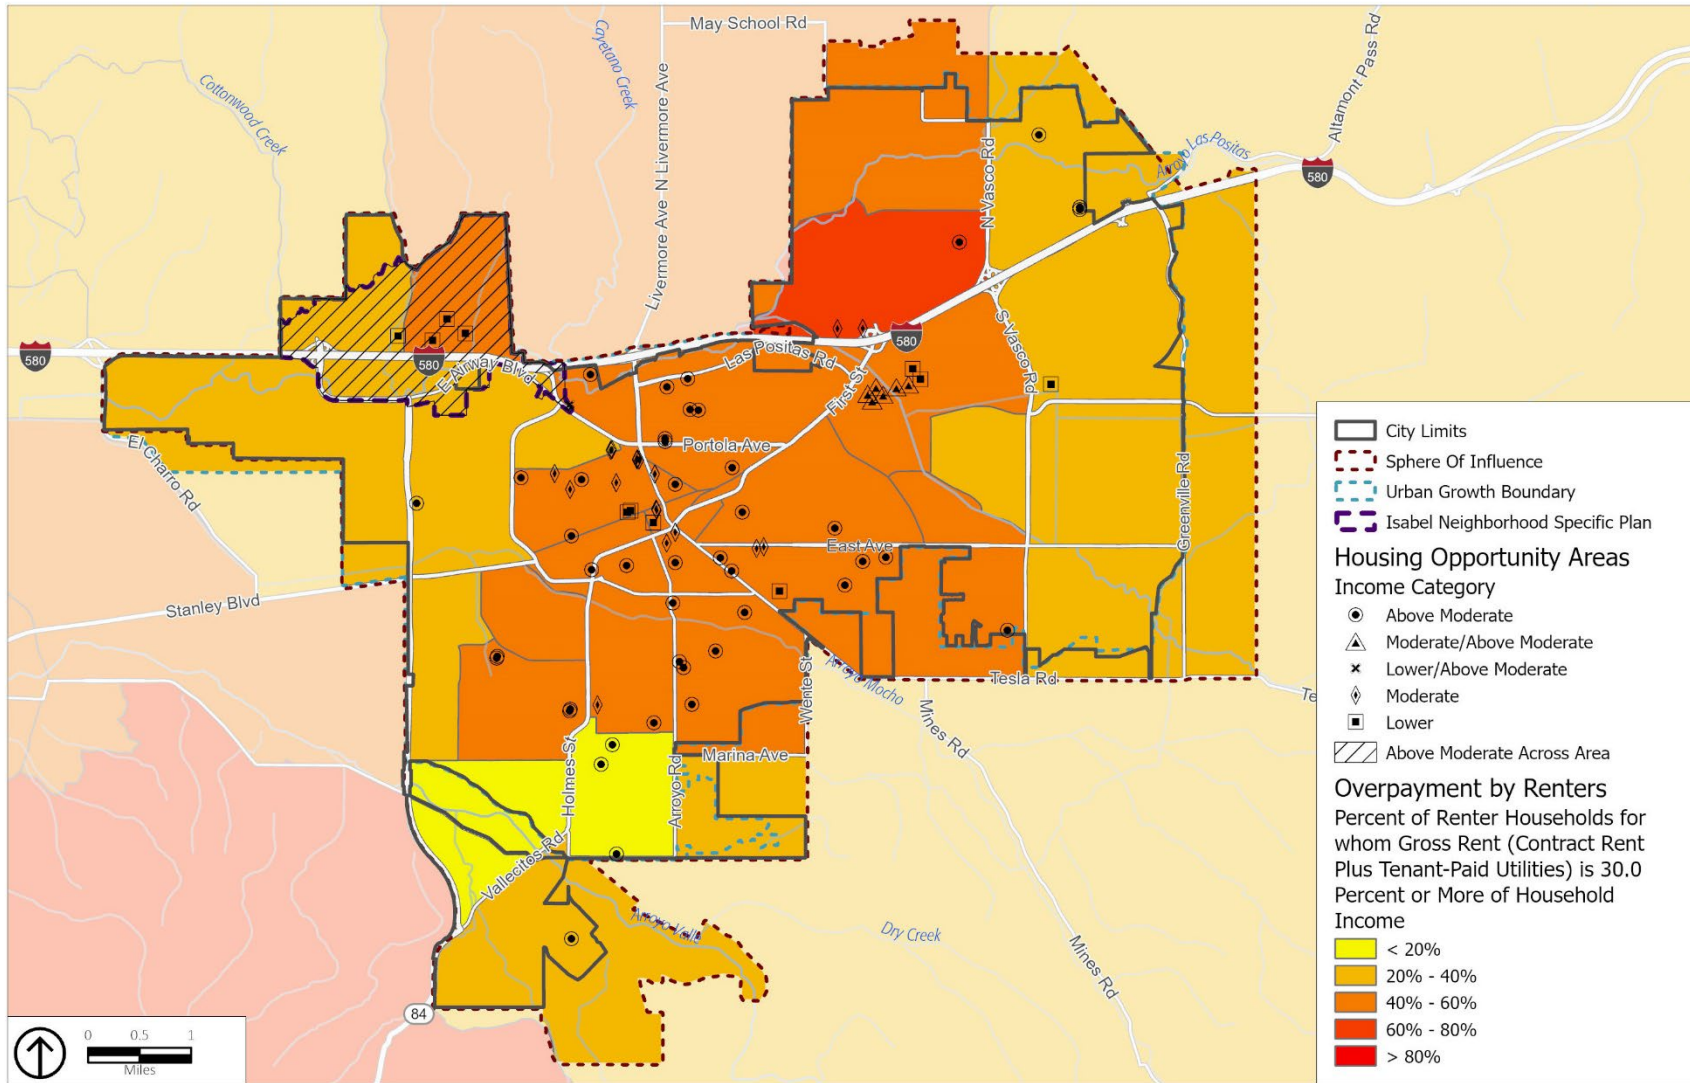 May School Rd
Cayetano Creek
Cottonwood Creek
Livermore Ave N Livermore Ave
Altamont Pass Rd
N Vasco Rd
Arroyo Las Positas
580
580
580
580
E Airway Blvd
Las Positas Rd
First St
S Vasco Rd
Portola Ave
El Charro Rd
Greenville Rd
East Ave
Stanley Blvd
Wente St
Arroyo Mocho
Tesla Rd
Te
Mines Rd
Holmes St
Arroyo Rd
Marina Ave
Vallecitos Rd
Arroyo Valle
Dry Creek
Mines Rd
84
0 0.5 1
Miles
City Limits
Sphere Of Influence
Urban Growth Boundary
Isabel Neighborhood Specific Plan
Housing Opportunity Areas
Income Category
Above Moderate
Moderate/Above Moderate
Lower/Above Moderate
Moderate
Lower
Above Moderate Across Area
Overpayment by Renters
Percent of Renter Households for
whom Gross Rent (Contract Rent
Plus Tenant-Paid Utilities) is 30.0
Percent or More of Household
Income
< 20%
20% - 40%
40% - 60%
60% - 80%
> 80%